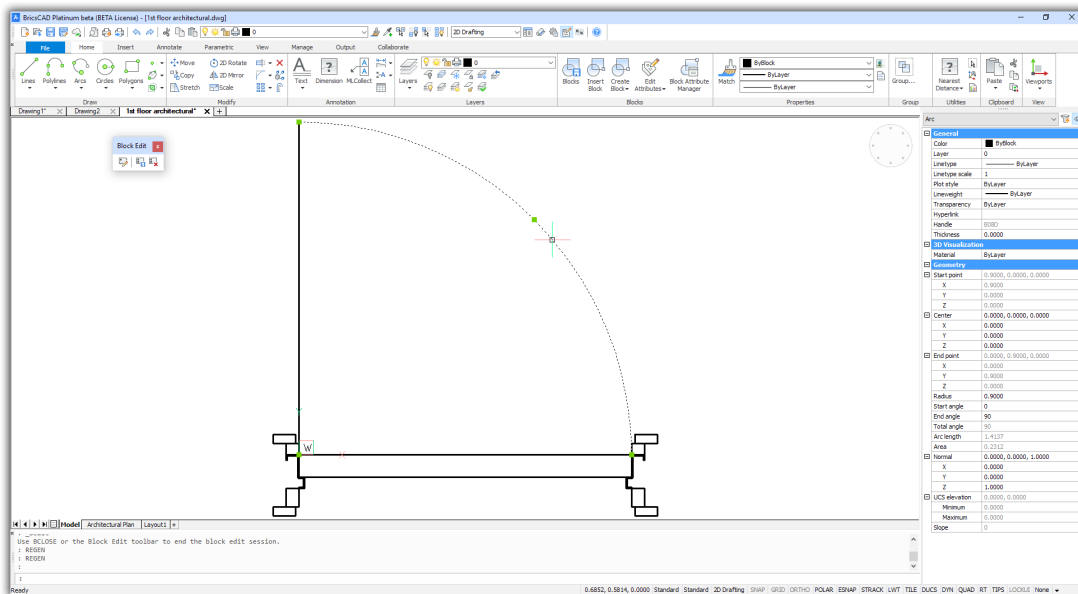 BricsCAD Platinum beta (BETA License) - [1st floor architectural.dwg]
0 2D Drafting
File Home Insert Annotate Parametric View Manage Output Collaborate
Lines Polylines Arcs Circles Polygons
Move 2D Rotate
Copy 2D Mirror
Stretch Scale
Text Dimension MLCollect
Layers 0
Blocks Insert Block Create Block Edit Attributes Block Attribute Manager
Match ByBlock
ByLayer
ByLayer
Group... Nearest Distance Paste Viewports
Draw Modify Annotation Layers Blocks Properties Group Utilities Clipboard View
Drawing1* Drawing2 1st floor architectural*
Block Edit
W
X
Y
Arc
General
Color ByBlock
Layer 0
Linetype ByLayer
Linetype scale 1
Plot style ByLayer
Lineweight ByLayer
Transparency ByLayer
Hyperlink
Handle
Thickness 0.0000
3D Visualization
Material ByLayer
Geometry
Start point 0.9000, 0.0000, 0.0000
X 0.9000
Y 0.0000
Z 0.0000
Center 0.0000, 0.0000, 0.0000
X 0.0000
Y 0.0000
Z 0.0000
End point 0.0000, 0.9000, 0.0000
X 0.0000
Y 0.9000
Z 0.0000
Radius 0.9000
Start angle 0
End angle 90
Total angle 90
Arc length 1.4137
Area 0.2312
Normal 0.0000, 0.0000, 1.0000
X 0.0000
Y 0.0000
Z 1.0000
UCS elevation 0.0000, 0.0000
Minimum 0.0000
Maximum 0.0000
Slope 0
Model Architectural Plan Layout1
Use BCLOSE or the Block Edit toolbar to end the block edit session.
: REGEN
: REGEN
:
:
Ready 0.6852, 0.5814, 0.0000 Standard Standard 2D Drafting SNAP GRID ORTHO POLAR ESNAP STRACK LWT TILE DUCS DYN QUAD RT TIPS LOCKUI None